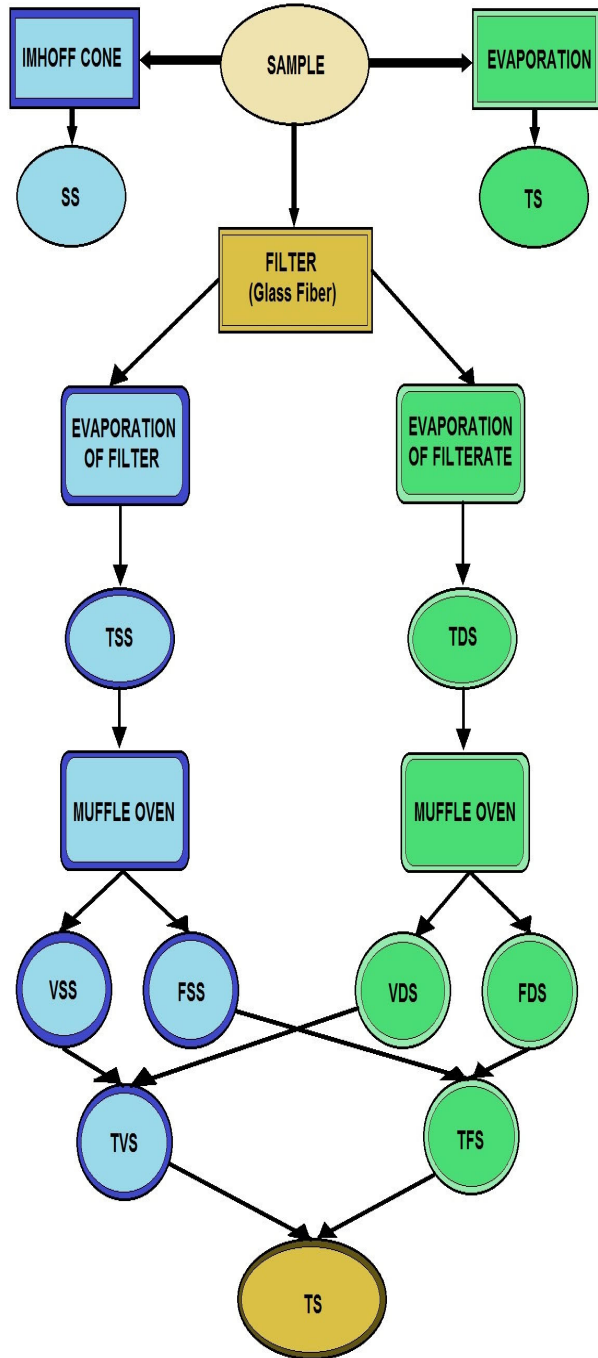 IMHOFF CONE
SAMPLE
EVAPORATION
SS
TS
FILTER
(Glass Fiber)
EVAPORATION
OF FILTER
EVAPORATION
OF FILTERATE
TSS
TDS
MUFFLE OVEN
MUFFLE OVEN
VSS
FSS
VDS
FDS
TVS
TFS
TS